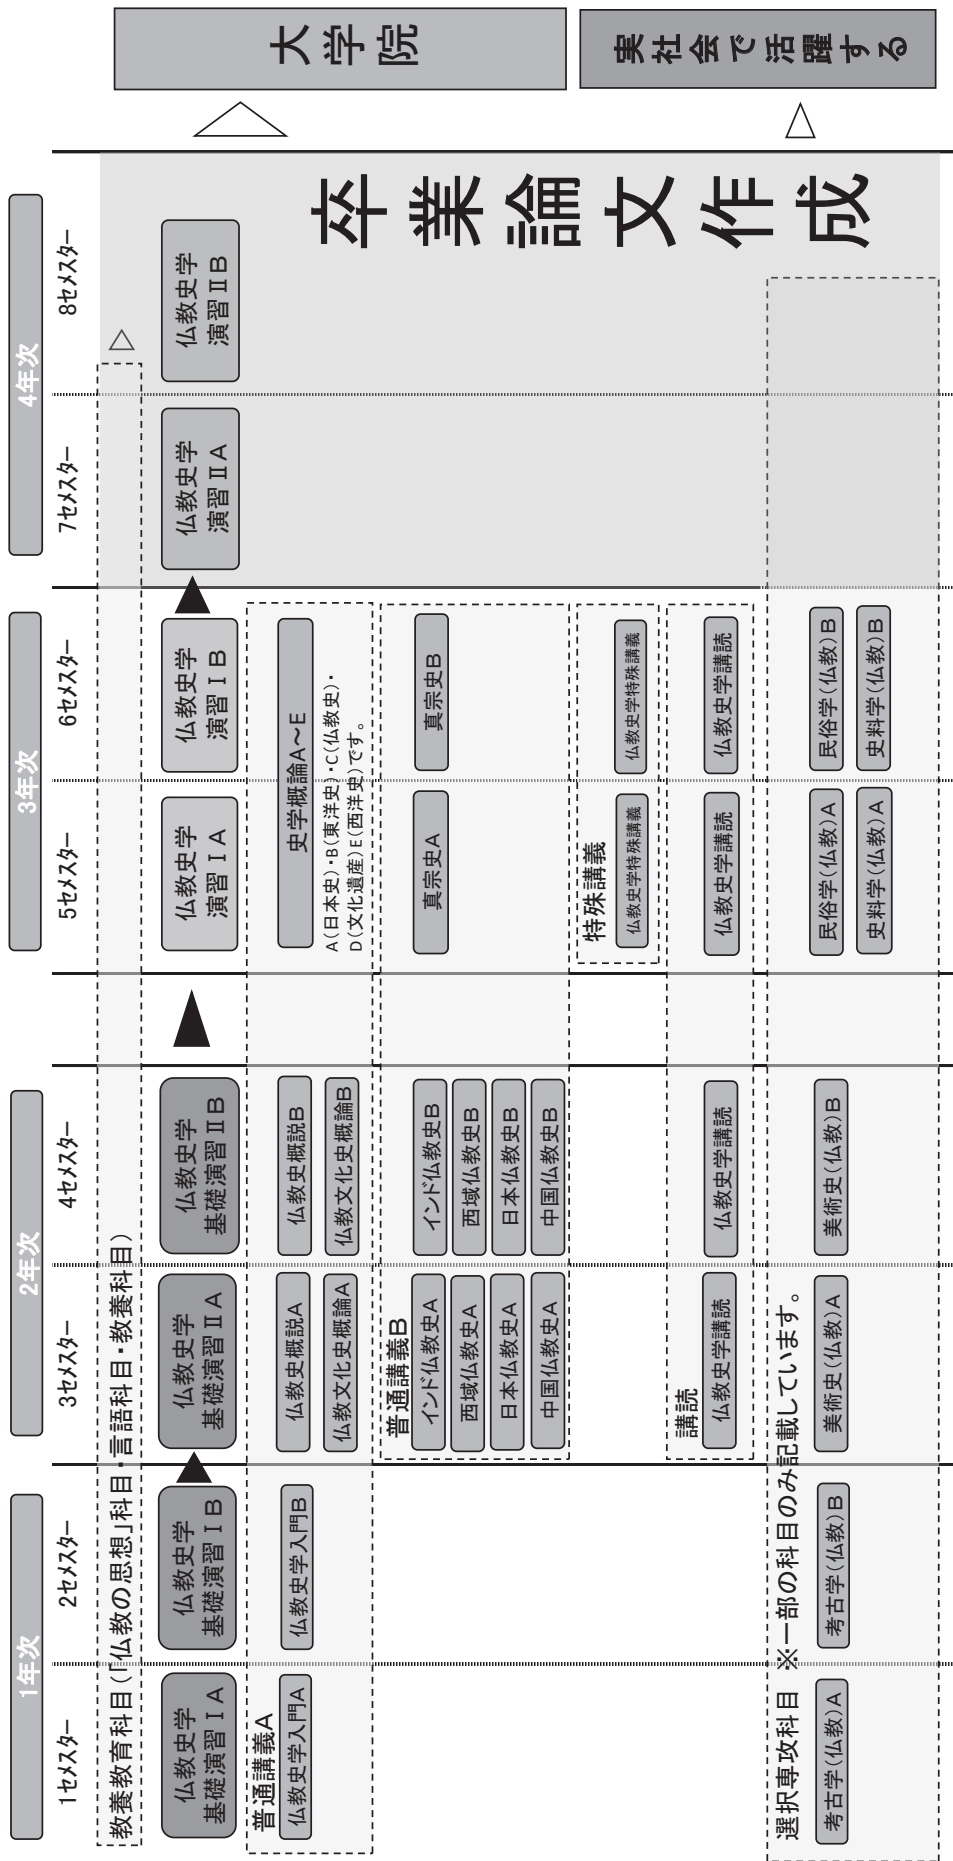 1年次
2年次
3年次
4年次
1セメスター
2セメスター
3セメスター
4セメスター
5セメスター
6セメスター
7セメスター
8セメスター
教養教育科目(「仏教の思想」科目・言語科目・教養科目)
仏教史学
基礎演習ⅠA
仏教史学
基礎演習ⅠB
仏教史学
基礎演習ⅡA
仏教史学
基礎演習ⅡB
仏教史学
演習ⅠA
仏教史学
演習ⅠB
仏教史学
演習ⅡA
仏教史学
演習ⅡB
普通講義A
仏教史学入門A
仏教史学入門B
仏教史概説A
仏教史概説B
仏教文化史概論A
仏教文化史概論B
史学概論A〜E
A(日本史)・B(東洋史)・C(仏教史)・
D(文化遺産)E(西洋史)です。
普通講義B
インド仏教史A
インド仏教史B
西域仏教史A
西域仏教史B
日本仏教史A
日本仏教史B
中国仏教史A
中国仏教史B
真宗史A
真宗史B
特殊講義
仏教史学特殊講義
仏教史学特殊講義
講読
仏教史学講読
仏教史学講読
仏教史学講読
仏教史学講読
選択専攻科目 ※一部の科目のみ記載しています。
考古学(仏教)A
考古学(仏教)B
美術史(仏教)A
美術史(仏教)B
民俗学(仏教)A
民俗学(仏教)B
史料学(仏教)A
史料学(仏教)B
卒業論文作成
大学院
実社会で活躍する